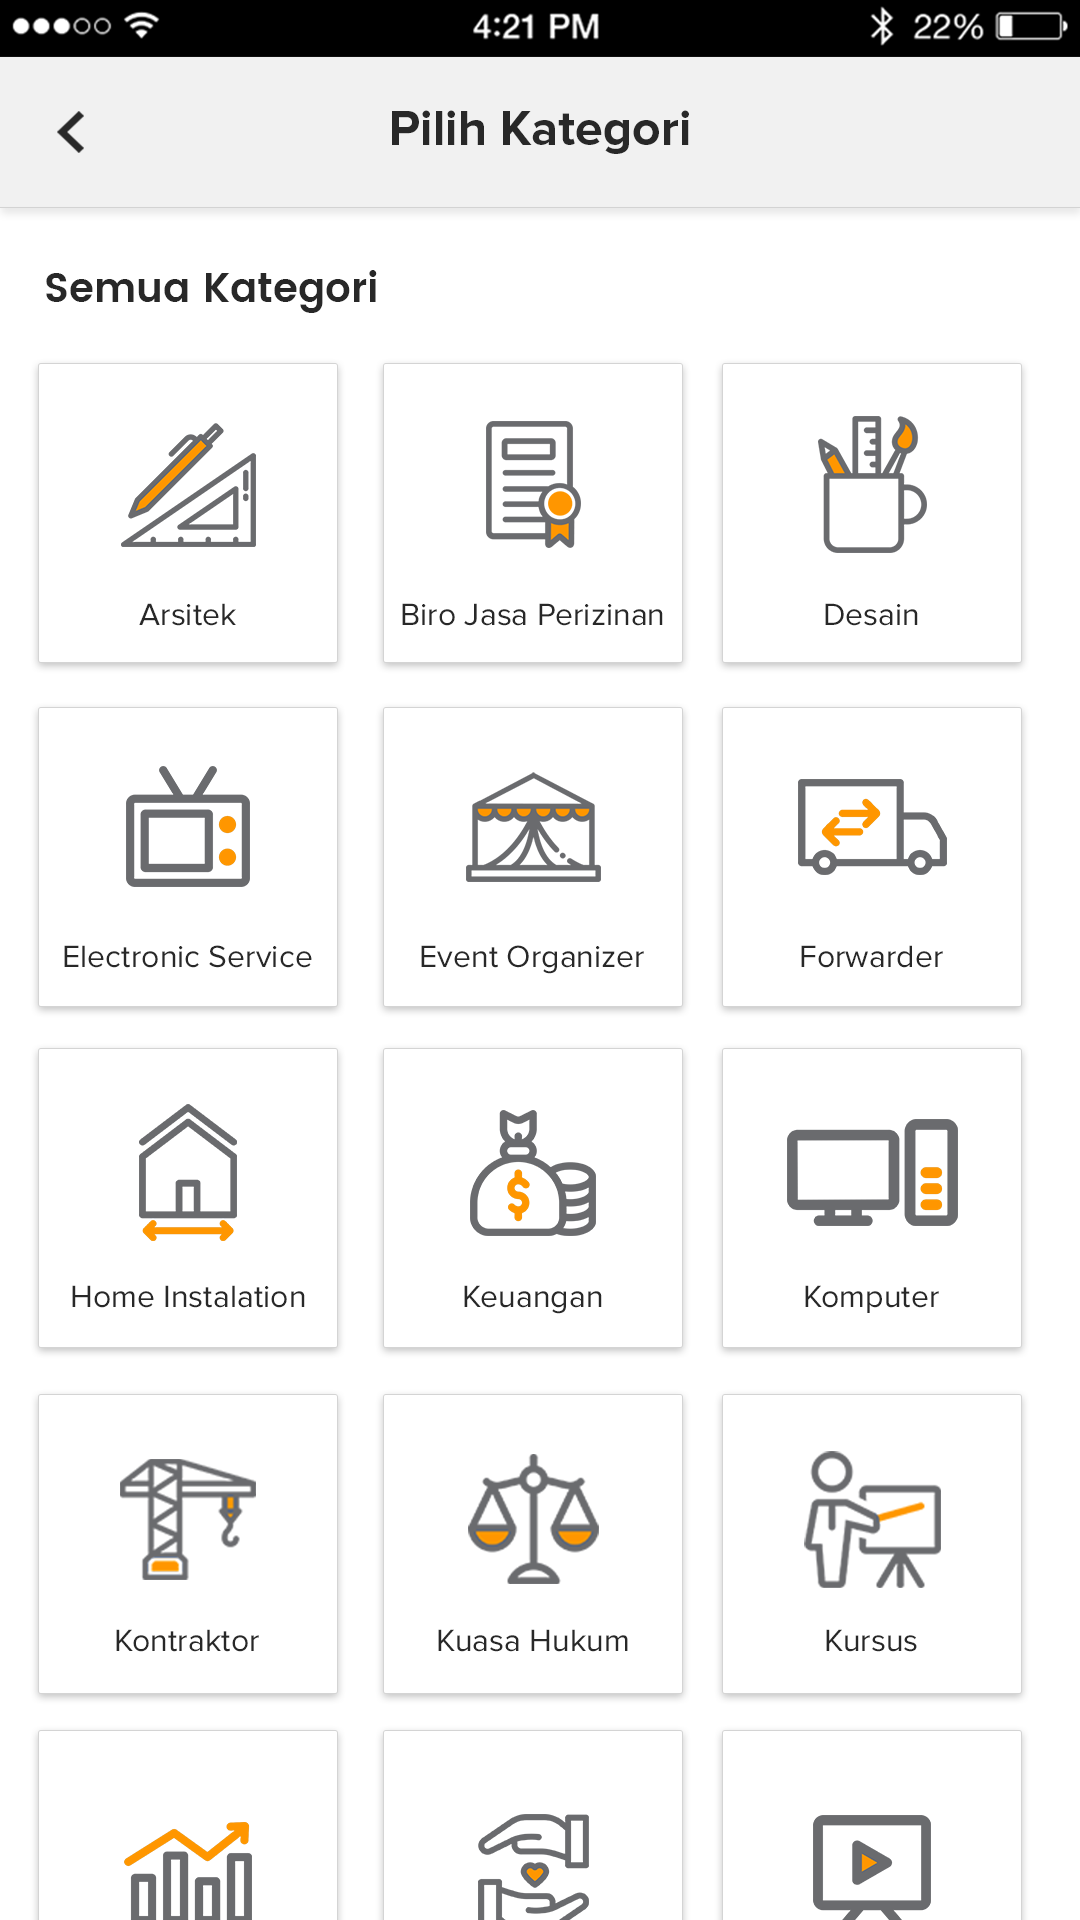 4:21 PM
22%
Pilih Kategori
Semua Kategori
Arsitek
Biro Jasa Perizinan
Desain
Electronic Service
Event Organizer
Forwarder
Home Instalation
$
Keuangan
Komputer
Kontraktor
Kuasa Hukum
Kursus